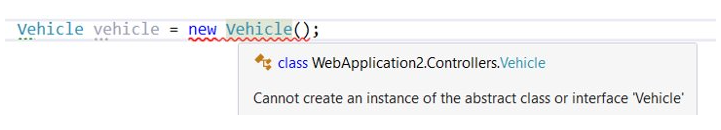 Vehicle vehicle = new Vehicle();
class WebApplication2.Controllers.Vehicle
Cannot create an instance of the abstract class or interface 'Vehicle'